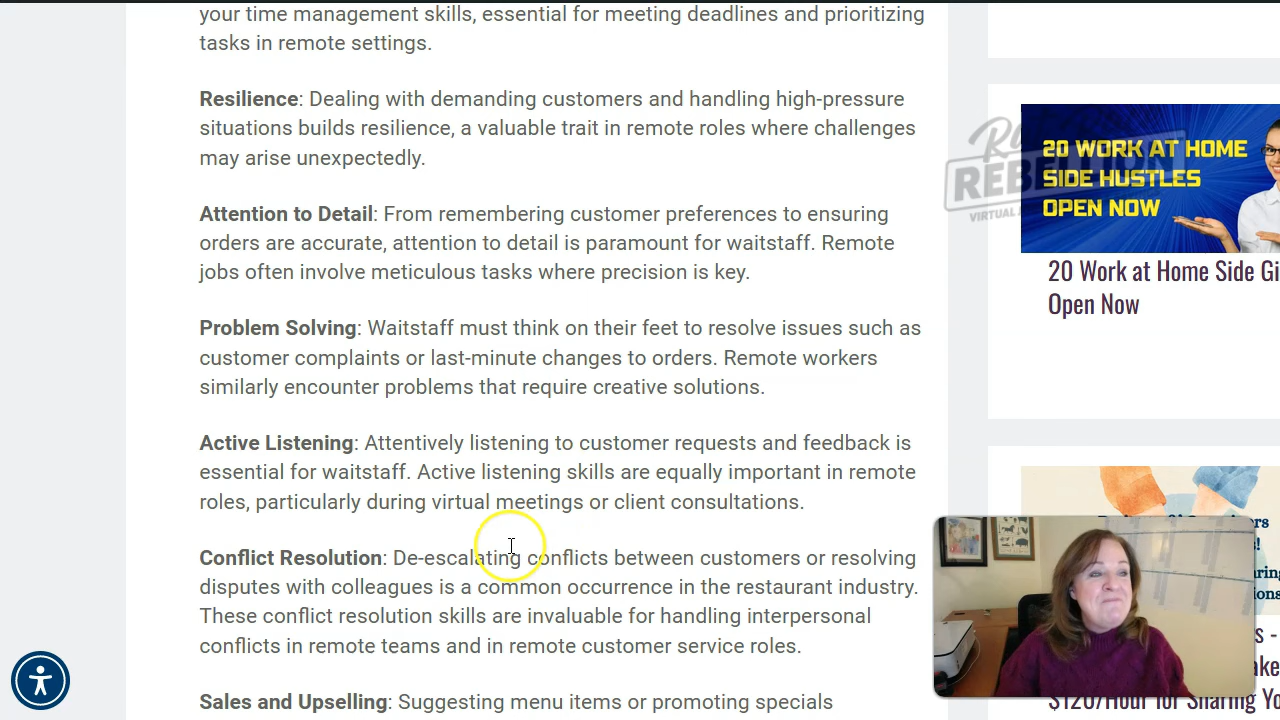 your time management skills, essential for meeting deadlines and prioritizing
tasks in remote settings.
Resilience: Dealing with demanding customers and handling high-pressure
situations builds resilience, a valuable trait in remote roles where challenges
may arise unexpectedly.
Attention to Detail: From remembering customer preferences to ensuring
orders are accurate, attention to detail is paramount for waitstaff. Remote
jobs often involve meticulous tasks where precision is key.
Problem Solving: Waitstaff must think on their feet to resolve issues such as
customer complaints or last-minute changes to orders. Remote workers
similarly encounter problems that require creative solutions.
Active Listening: Attentively listening to customer requests and feedback is
essential for waitstaff. Active listening skills are equally important in remote
roles, particularly during virtual meetings or client consultations.
Conflict Resolution: De-escalating conflicts between customers or resolving
disputes with colleagues is a common occurrence in the restaurant industry.
These conflict resolution skills are invaluable for handling interpersonal
conflicts in remote teams and in remote customer service roles.
Sales and Upselling: Suggesting menu items or promoting specials
REBELLION
VIRTUAL
20 WORK AT HOME
SIDE HUSTLES
OPEN NOW
20 Work at Home Side Gi
Open Now
$120/Hour for Sharing Yo